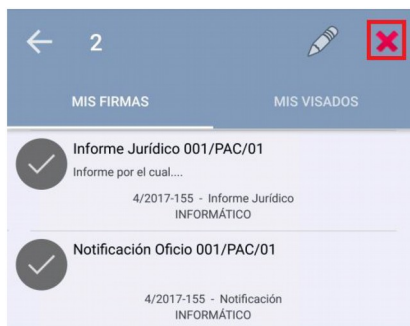 2
MIS FIRMAS MIS VISADOS
Informe Jurídico 001/PAC/01
Informe por el cual....
4/2017-155 - Informe Jurídico
INFORMÁTICO
Notificación Oficio 001/PAC/01
4/2017-155 - Notificación
INFORMÁTICO